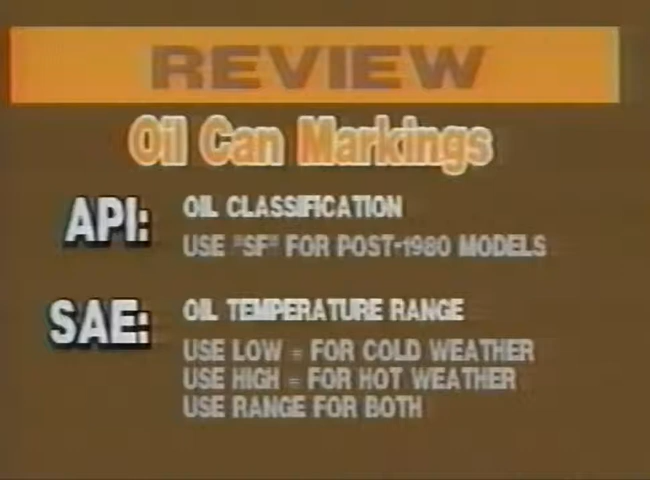 REVIEW
Oil Can Markings
API: OIL CLASSIFICATION
USE "SF" FOR POST-1980 MODELS
SAE: OIL TEMPERATURE RANGE
USE LOW = FOR COLD WEATHER
USE HIGH = FOR HOT WEATHER
USE RANGE FOR BOTH